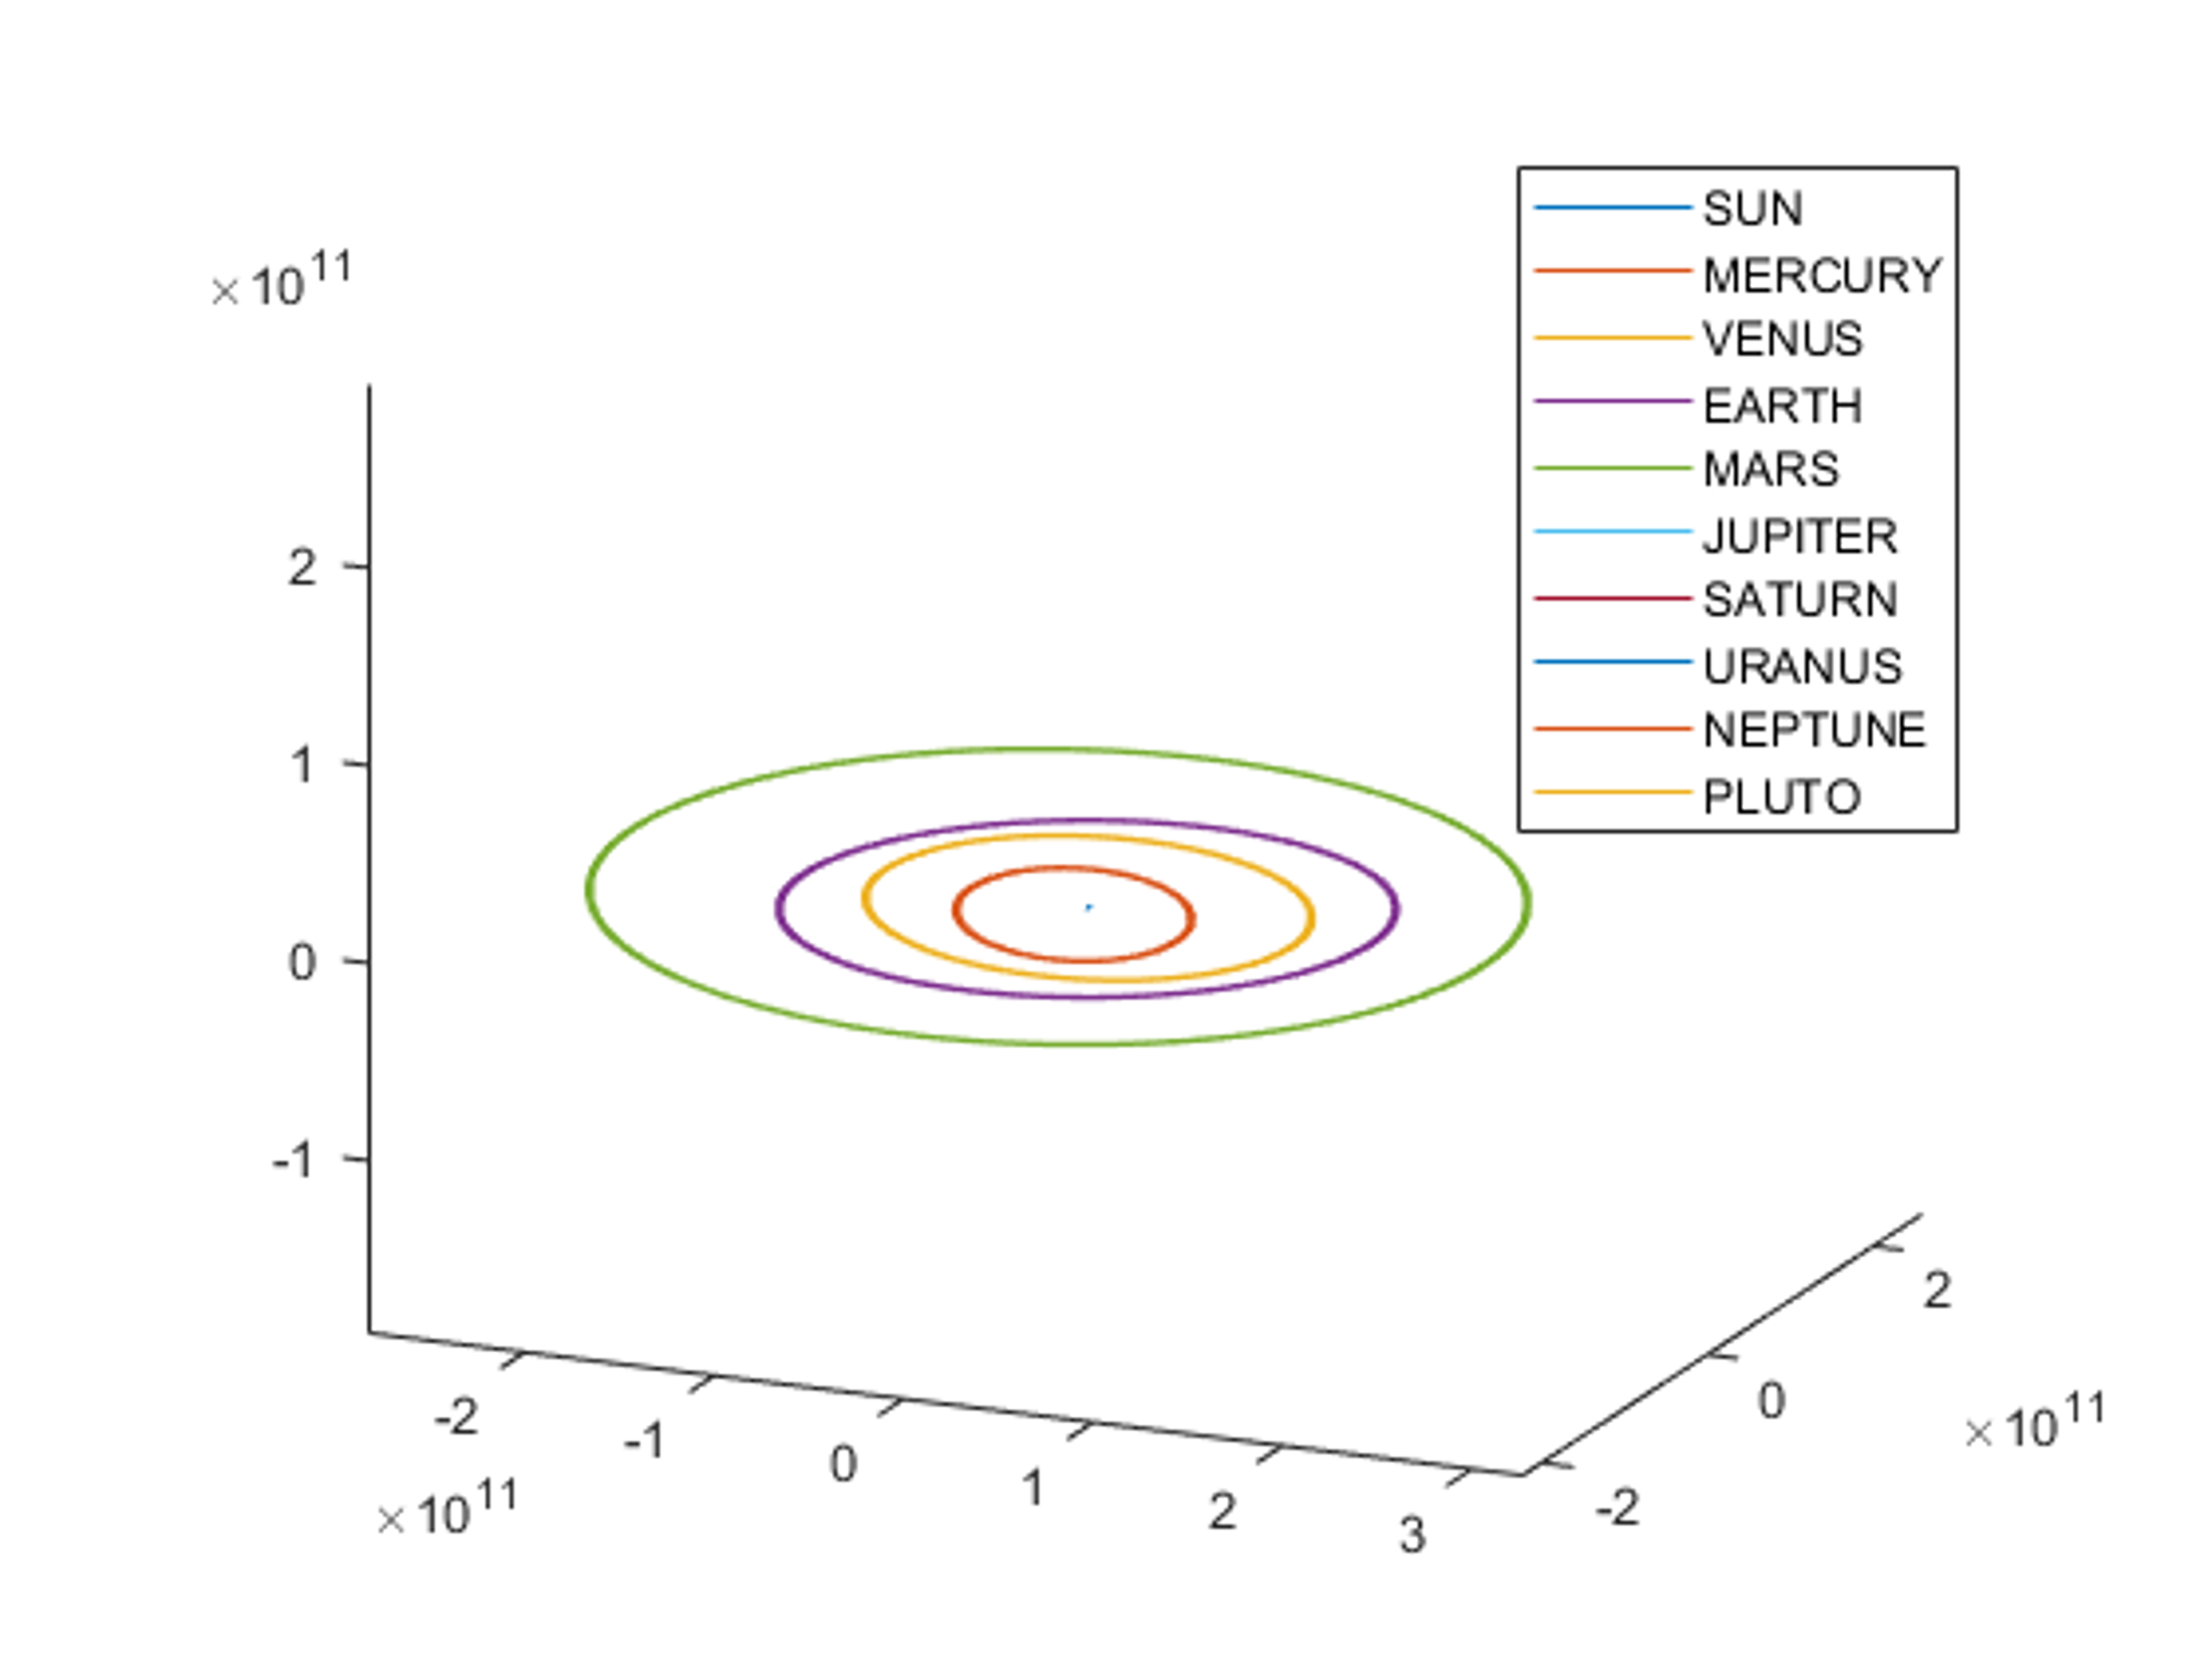 ×10¹¹
2
1
0
-1
SUN
MERCURY
VENUS
EARTH
MARS
JUPITER
SATURN
URANUS
NEPTUNE
PLUTO
-2
-1
0
1
2
3
×10¹¹
2
0
-2
×10¹¹